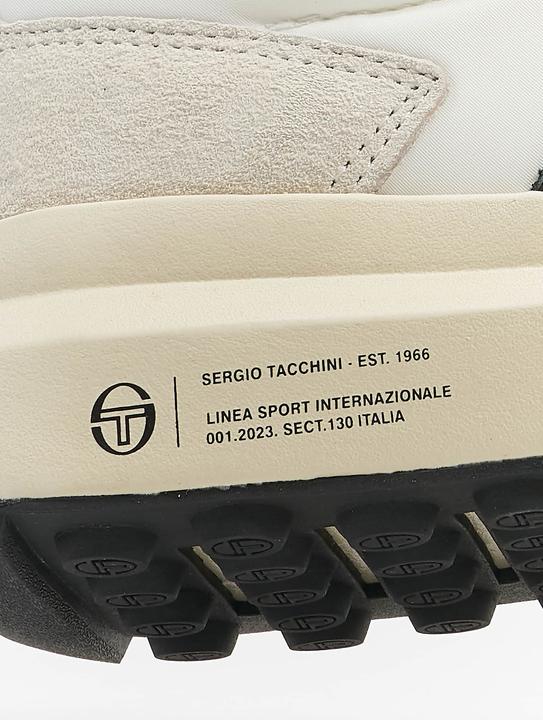 SERGIO TACCHINI - EST. 1966
LINEA SPORT INTERNAZIONALE
001.2023. SECT.130 ITALIA